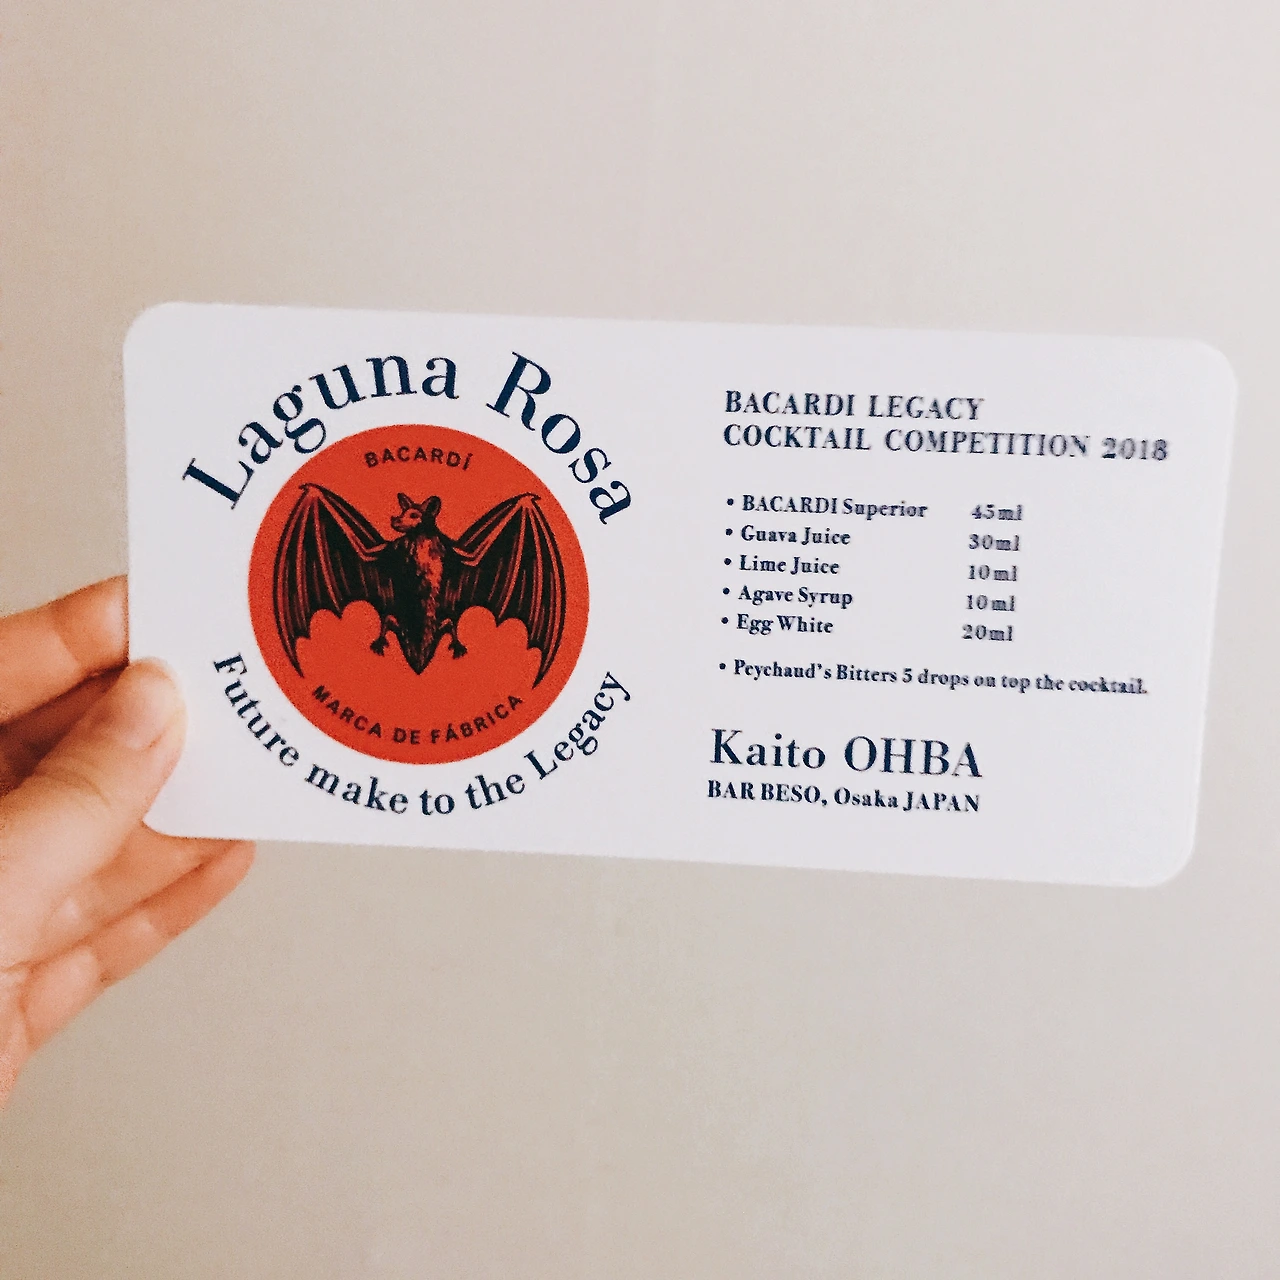 Laguna Rosa
BACARDÍ
MARCA DE FÁBRICA
Future make to the Legacy
BACARDI LEGACY
COCKTAIL COMPETITION 2018
• BACARDI Superior 45ml
• Guava Juice 30ml
• Lime Juice 10ml
• Agave Syrup 10ml
• Egg White 20ml
• Peychaud's Bitters 5 drops on top the cocktail.
Kaito OHBA
BAR BESO, Osaka JAPAN